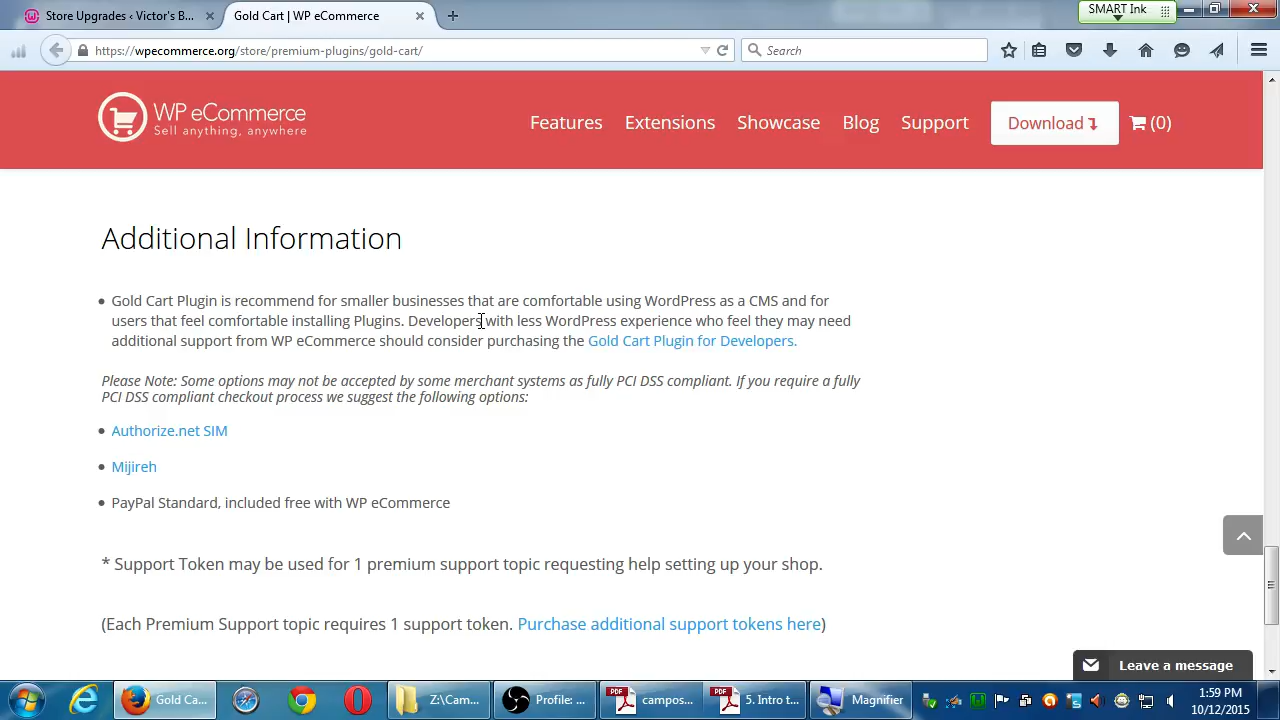 Store Upgrades ‹ Victor's B...
Gold Cart | WP eCommerce
SMART Ink
https://wpecommerce.org/store/premium-plugins/gold-cart/
Search
WP eCommerce
Sell anything, anywhere
Features
Extensions
Showcase
Blog
Support
Download
(0)
Additional Information
Gold Cart Plugin is recommend for smaller businesses that are comfortable using WordPress as a CMS and for
users that feel comfortable installing Plugins. Developers with less WordPress experience who feel they may need
additional support from WP eCommerce should consider purchasing the Gold Cart Plugin for Developers.
Please Note: Some options may not be accepted by some merchant systems as fully PCI DSS compliant. If you require a fully
PCI DSS compliant checkout process we suggest the following options:
Authorize.net SIM
Mijireh
PayPal Standard, included free with WP eCommerce
* Support Token may be used for 1 premium support topic requesting help setting up your shop.
(Each Premium Support topic requires 1 support token. Purchase additional support tokens here)
Leave a message
Gold Ca...
Z:\Cam...
Profile: ...
PDF
campos...
PDF
5. Intro t...
Magnifier
1:59 PM
10/12/2015